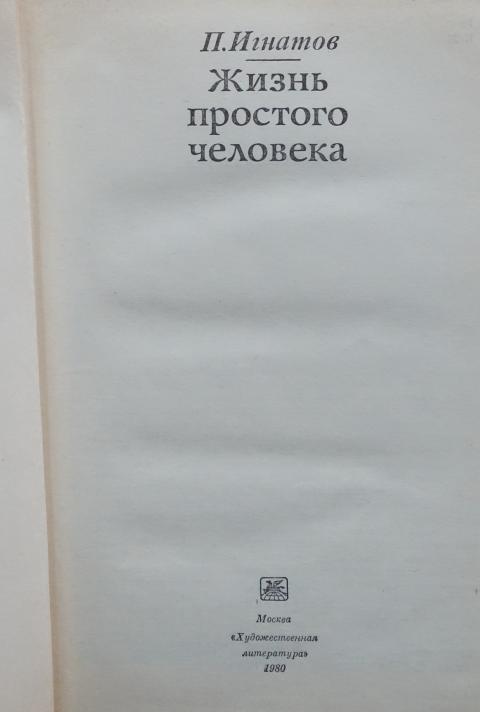 П.Игнатов
Жизнь
простого
человека
Москва
«Художественная
литература»
1980